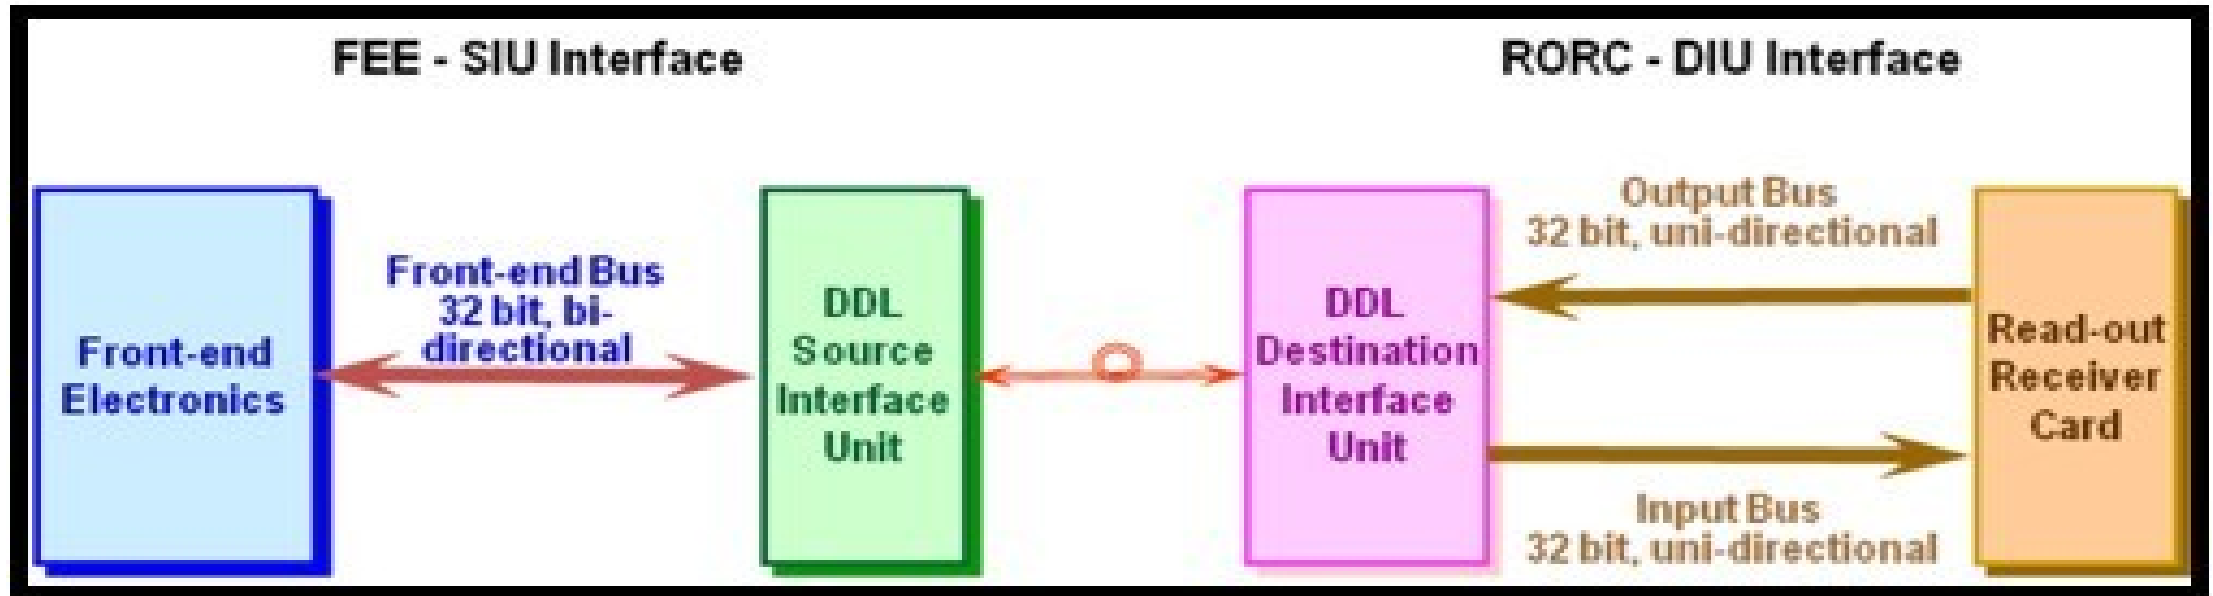 FEE - SIU Interface
RORC - DIU Interface
Front-end
Electronics
Front-end Bus
32 bit, bi-
directional
DDL
Source
Interface
Unit
DDL
Destination
Interface
Unit
Output Bus
32 bit, uni-directional
Input Bus
32 bit, uni-directional
Read-out
Receiver
Card